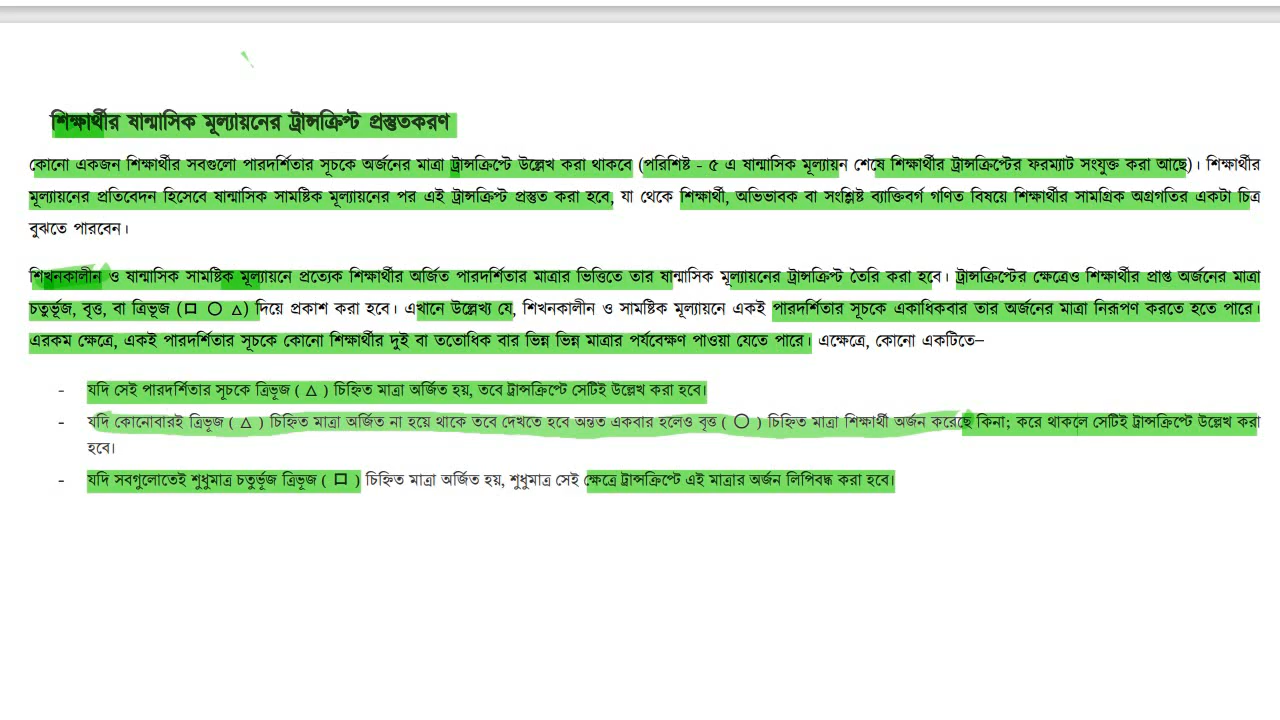 শিক্ষার্থীর ষান্মাসিক মূল্যায়নের ট্রান্সক্রিপ্ট প্রস্তুতকরণ
কোনো একজন শিক্ষার্থীর সবগুলো পারদর্শিতার সূচকে অর্জনের মাত্রা ট্রান্সক্রিপ্টে উল্লেখ করা থাকবে (পরিশিষ্ট - ৫ এ ষান্মাসিক মূল্যায়ন শেষে শিক্ষার্থীর ট্রান্সক্রিপ্টের ফরম্যাট সংযুক্ত করা আছে)। শিক্ষার্থীর
মূল্যায়নের প্রতিবেদন হিসেবে ষান্মাসিক সামষ্টিক মূল্যায়নের পর এই ট্রান্সক্রিপ্ট প্রস্তুত করা হবে, যা থেকে শিক্ষার্থী, অভিভাবক বা সংশ্লিষ্ট ব্যাক্তিবর্গ গণিত বিষয়ে শিক্ষার্থীর সামগ্রিক অগ্রগতির একটা চিত্র
বুঝতে পারবেন।
শিখনকালীন ও ষান্মাসিক সামষ্টিক মূল্যায়নে প্রত্যেক শিক্ষার্থীর অর্জিত পারদর্শিতার মাত্রার ভিত্তিতে তার ষান্মাসিক মূল্যায়নের ট্রান্সক্রিপ্ট তৈরি করা হবে। ট্রান্সক্রিপ্টের ক্ষেত্রেও শিক্ষার্থীর প্রাপ্ত অর্জনের মাত্রা
চতুর্ভূজ, বৃত্ত, বা ত্রিভূজ (□ ○ △) দিয়ে প্রকাশ করা হবে। এখানে উল্লেখ্য যে, শিখনকালীন ও সামষ্টিক মূল্যায়নে একই পারদর্শিতার সূচকে একাধিকবার তার অর্জনের মাত্রা নিরূপণ করতে হতে পারে।
এরকম ক্ষেত্রে, একই পারদর্শিতার সূচকে কোনো শিক্ষার্থীর দুই বা ততোধিক বার ভিন্ন ভিন্ন মাত্রার পর্যবেক্ষণ পাওয়া যেতে পারে। এক্ষেত্রে, কোনো একটিতে–
- যদি সেই পারদর্শিতার সূচকে ত্রিভূজ ( △ ) চিহ্নিত মাত্রা অর্জিত হয়, তবে ট্রান্সক্রিপ্টে সেটিই উল্লেখ করা হবে।
- যদি কোনোবারই ত্রিভূজ ( △ ) চিহ্নিত মাত্রা অর্জিত না হয়ে থাকে তবে দেখতে হবে অন্তত একবার হলেও বৃত্ত ( ○ ) চিহ্নিত মাত্রা শিক্ষার্থী অর্জন করেছে কিনা; করে থাকলে সেটিই ট্রান্সক্রিপ্টে উল্লেখ করা
হবে।
- যদি সবগুলোতেই শুধুমাত্র চতুর্ভূজ ত্রিভূজ ( □ ) চিহ্নিত মাত্রা অর্জিত হয়, শুধুমাত্র সেই ক্ষেত্রে ট্রান্সক্রিপ্টে এই মাত্রার অর্জন লিপিবদ্ধ করা হবে।